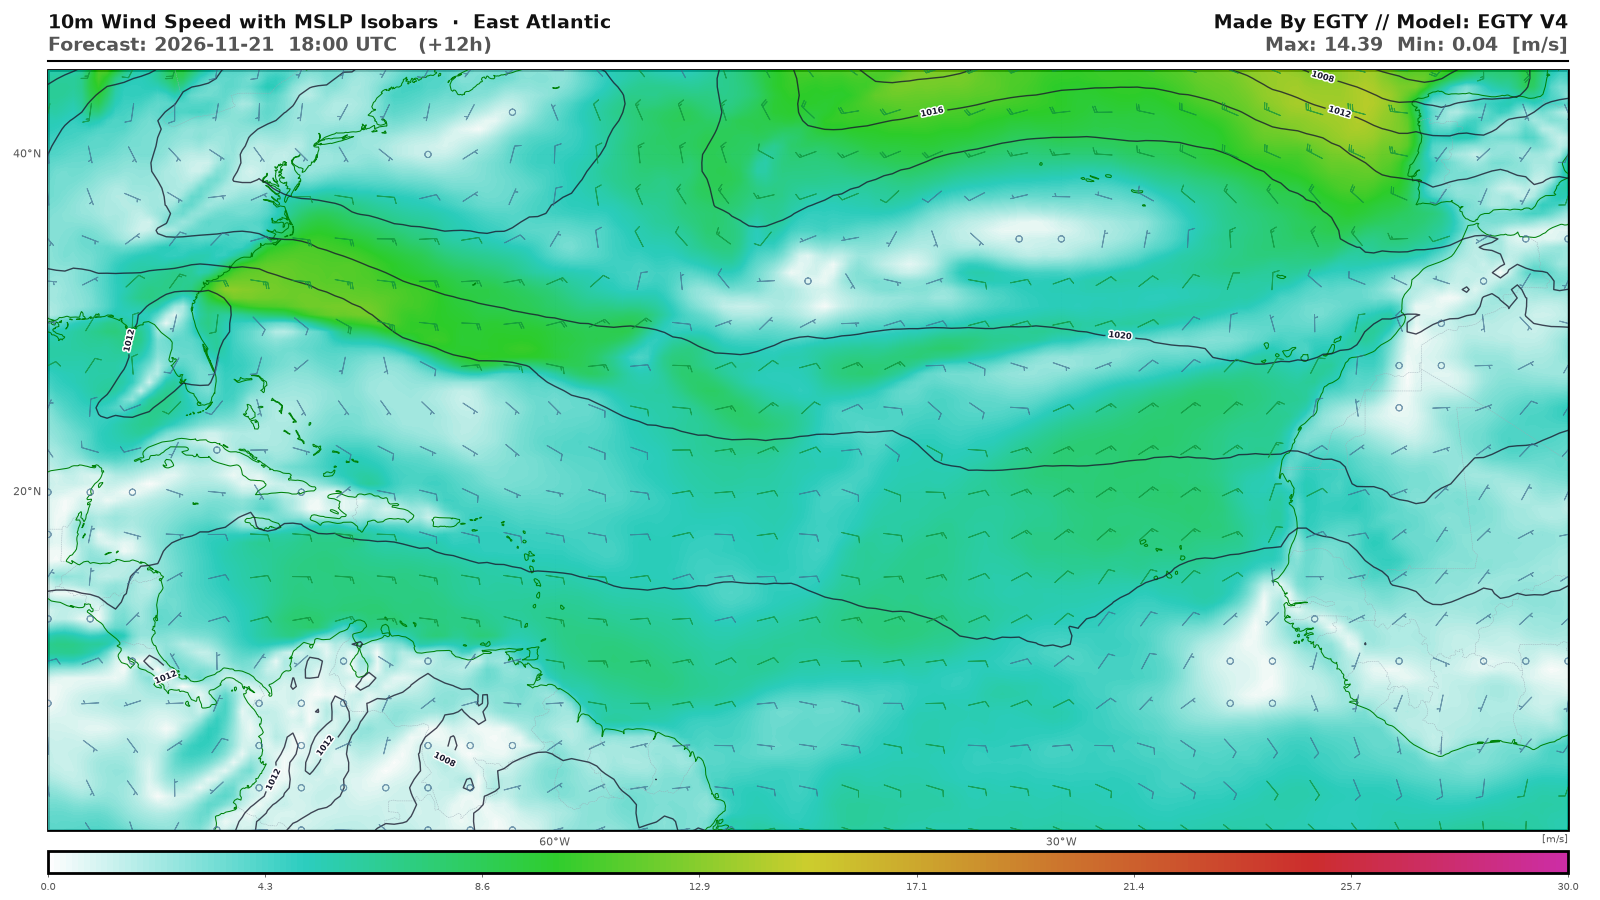 10m Wind Speed with MSLP Isobars · East Atlantic
Made By EGTY // Model: EGTY V4
Forecast: 2026-11-21 18:00 UTC (+12h)
Max: 14.39 Min: 0.04 [m/s]
1008
1016
1012
40°N
1012
1020
20°N
1012
1012
1008
1012
60°W
30°W
[m/s]
0.0
4.3
8.6
12.9
17.1
21.4
25.7
30.0